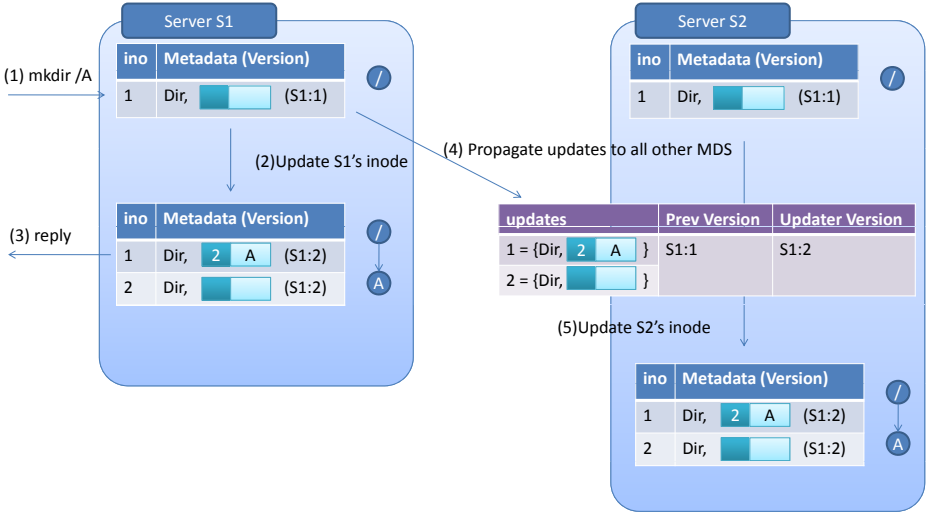 Server S1
Server S2
ino Metadata (Version)
1 Dir, (S1:1)
/
ino Metadata (Version)
1 Dir, (S1:1)
/
(1) mkdir /A
(2)Update S1's inode
(4) Propagate updates to all other MDS
ino Metadata (Version)
1 Dir, 2 A (S1:2)
2 Dir, (S1:2)
/
A
(3) reply
updates Prev Version Updater Version
1 = {Dir, 2 A } S1:1 S1:2
2 = {Dir, }
(5)Update S2's inode
ino Metadata (Version)
1 Dir, 2 A (S1:2)
2 Dir, (S1:2)
/
A